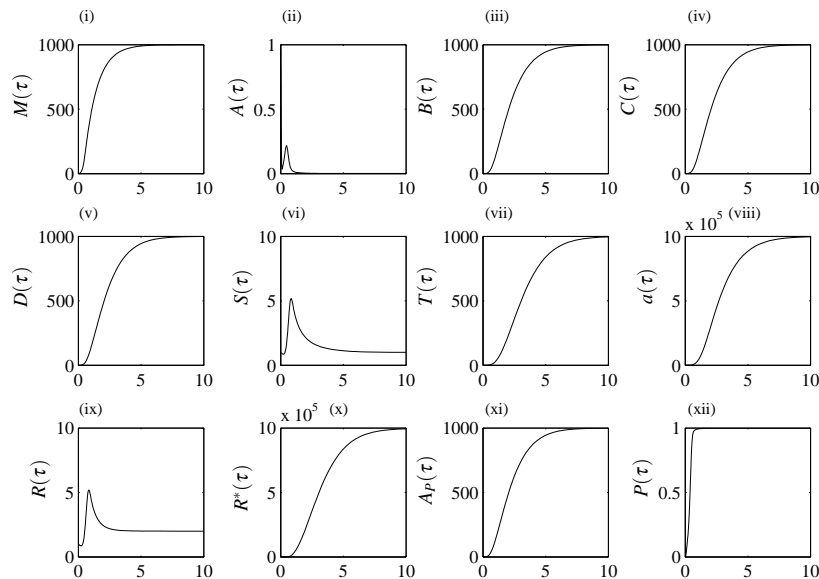 (i) (ii) (iii) (iv)
1000 500 0 M(τ) 0 5 10
1 0.5 0 A(τ) 0 5 10
1000 500 0 B(τ) 0 5 10
1000 500 0 C(τ) 0 5 10
(v) (vi) (vii) x 10⁵ (viii)
1000 500 0 D(τ) 0 5 10
10 5 0 S(τ) 0 5 10
1000 500 0 T(τ) 0 5 10
10 5 0 a(τ) 0 5 10
(ix) x 10⁵ (x) (xi) (xii)
10 5 0 R(τ) 0 5 10
10 5 0 R*(τ) 0 5 10
1000 500 0 A_P(τ) 0 5 10
1 0.5 0 P(τ) 0 5 10